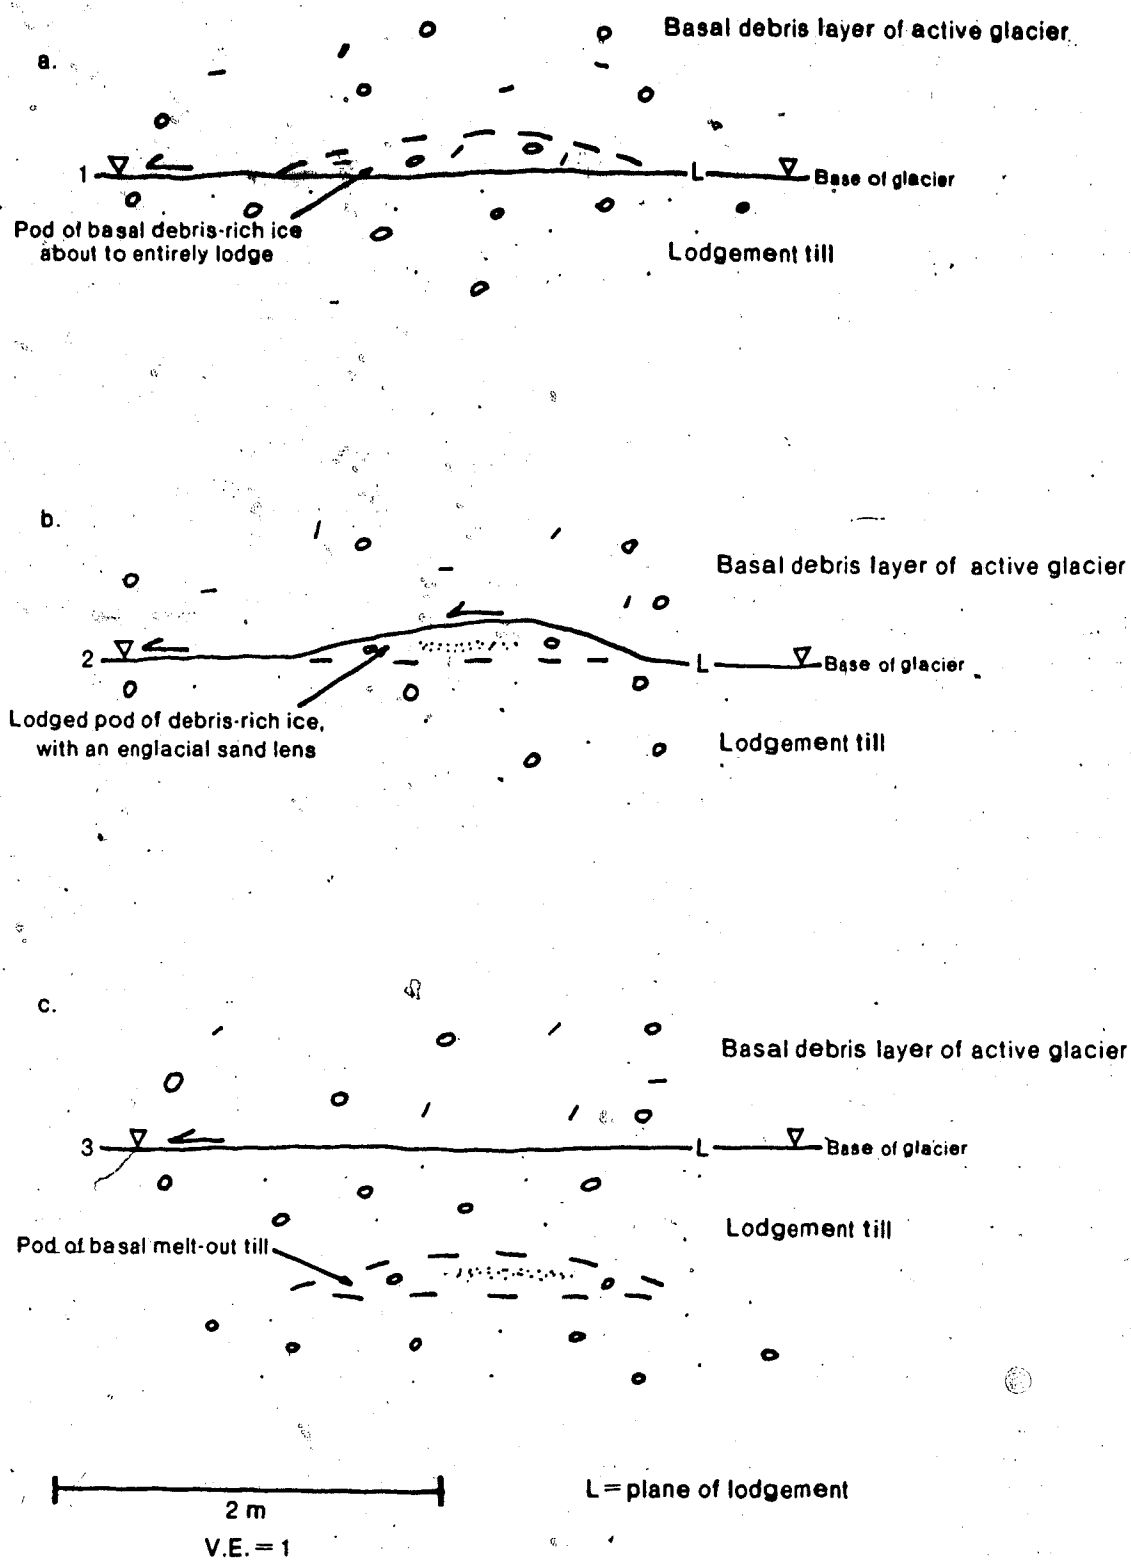 Basal debris layer of active glacier
a.
1
L
Base of glacier
Pod of basal debris-rich ice
about to entirely lodge
Lodgement till
b.
Basal debris layer of active glacier
2
L
Base of glacier
Lodged pod of debris-rich ice,
with an englacial sand lens
Lodgement till
c.
Basal debris layer of active glacier
3
L
Base of glacier
Lodgement till
Pod of basal melt-out till
L = plane of lodgement
2 m
V.E. = 1